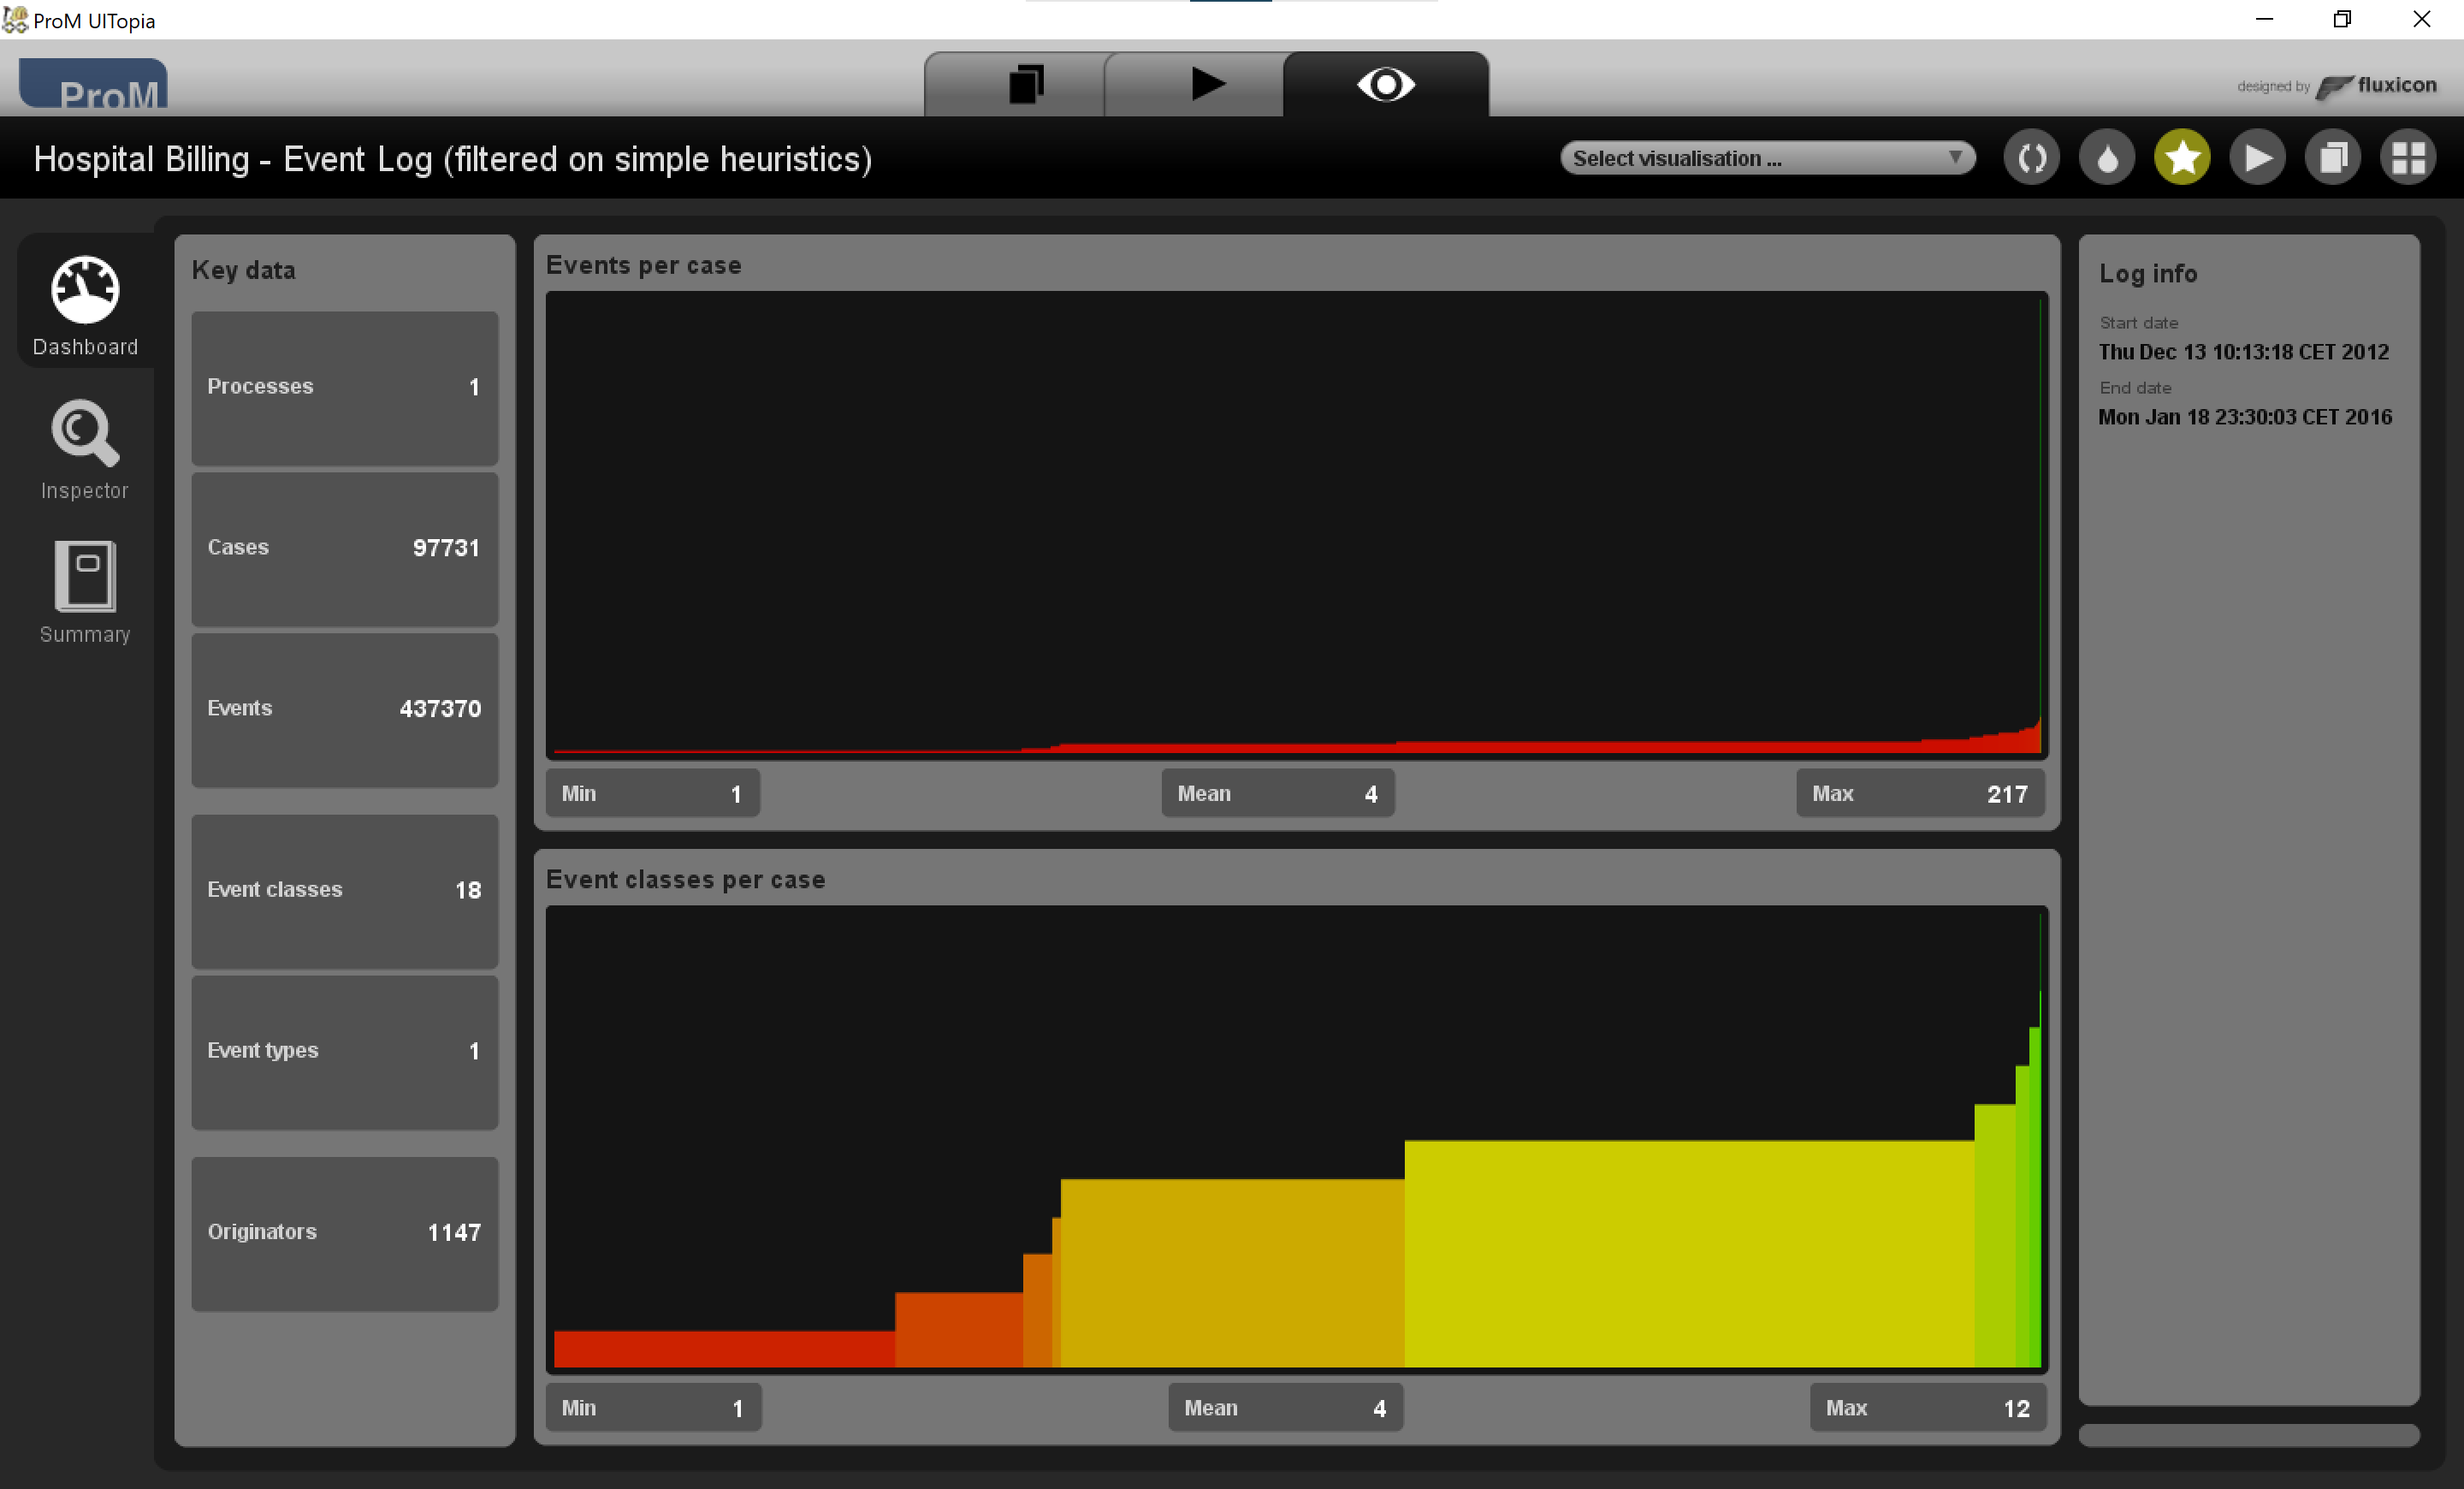 ProM UITopia
ProM
designed by fluxicon
Hospital Billing - Event Log (filtered on simple heuristics)
Select visualisation ...
Dashboard
Inspector
Summary
Key data
Processes 1
Cases 97731
Events 437370
Event classes 18
Event types 1
Originators 1147
Events per case
Min 1
Mean 4
Max 217
Event classes per case
Min 1
Mean 4
Max 12
Log info
Start date
Thu Dec 13 10:13:18 CET 2012
End date
Mon Jan 18 23:30:03 CET 2016